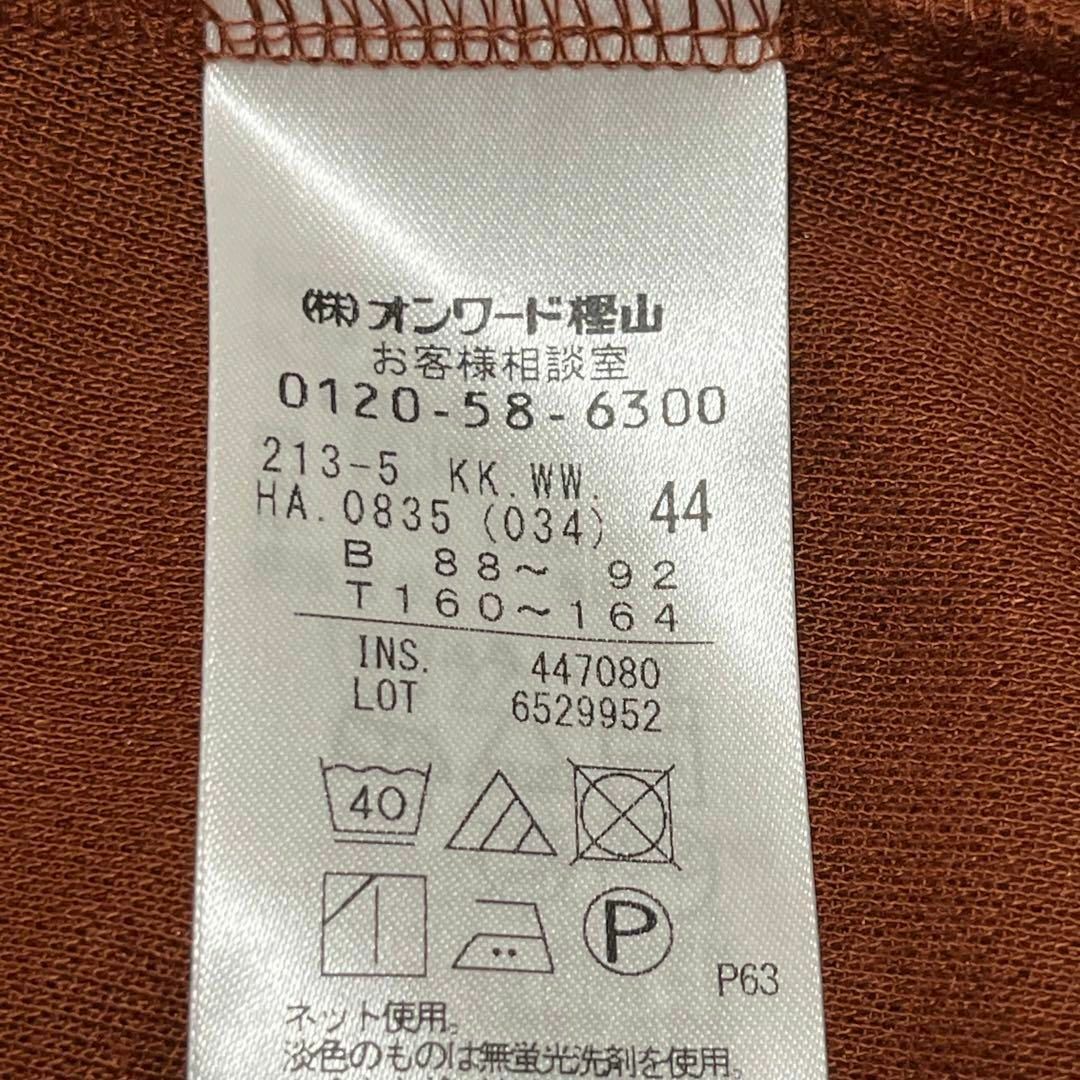 (株)オンワード樫山
お客様相談室
0120-58-6300
213-5 KK.WW.
HA.0835 (034) 44
B 88～ 92
T160～164
INS. 447080
LOT 6529952
40
P
P63
ネット使用。
淡色のものは無蛍光洗剤を使用。